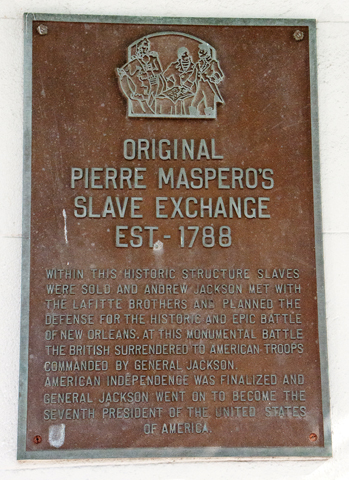 ORIGINAL
PIERRE MASPERO'S
SLAVE EXCHANGE
EST - 1788
WITHIN THIS HISTORIC STRUCTURE SLAVES
WERE SOLD AND ANDREW JACKSON MET WITH
THE LAFITTE BROTHERS AND PLANNED THE
DEFENSE FOR THE HISTORIC AND EPIC BATTLE
OF NEW ORLEANS. AT THIS MONUMENTAL BATTLE
THE BRITISH SURRENDERED TO AMERICAN TROOPS
COMMANDED BY GENERAL JACKSON.
AMERICAN INDEPENDENCE WAS FINALIZED AND
GENERAL JACKSON WENT ON TO BECOME THE
SEVENTH PRESIDENT OF THE UNITED STATES
OF AMERICA.